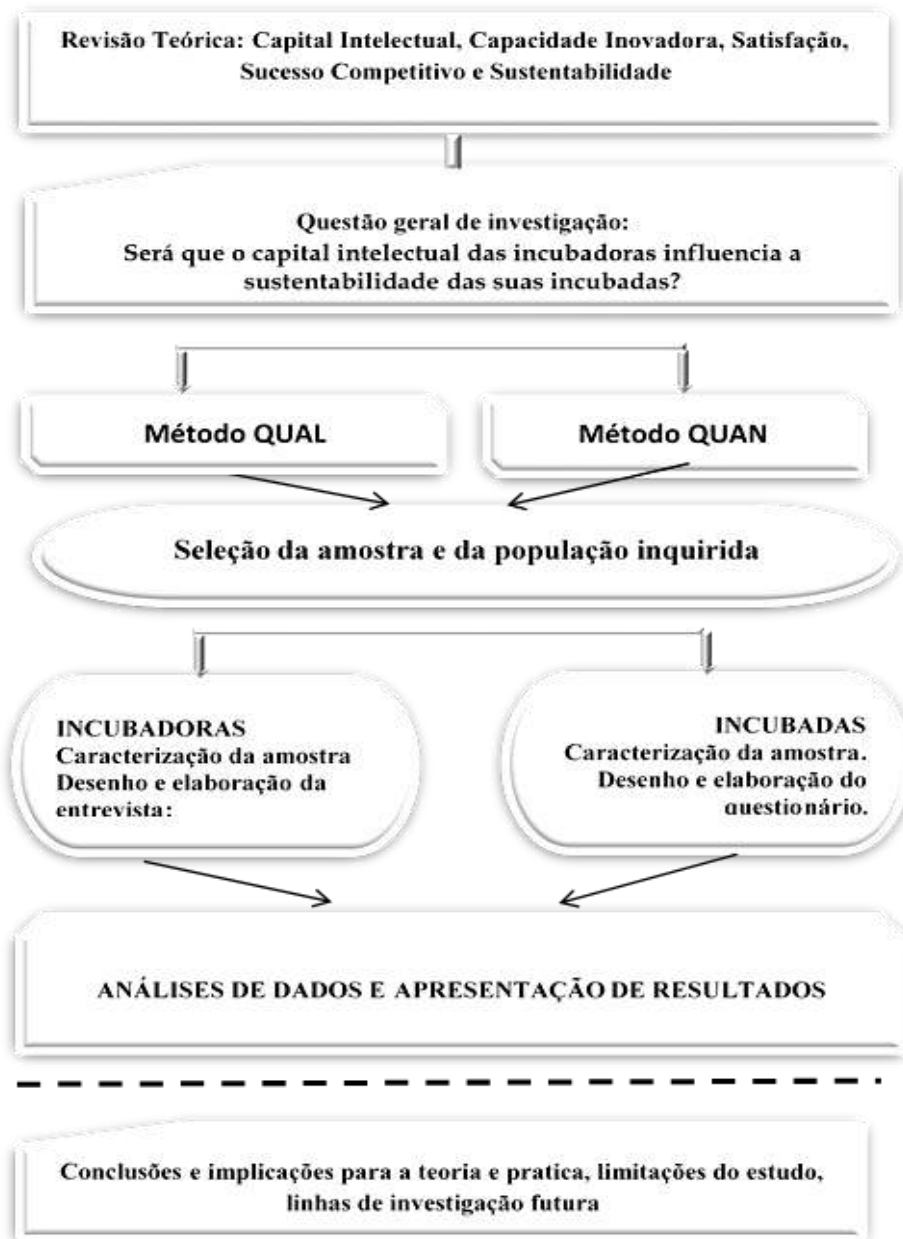 Revisão Teórica: Capital Intelectual, Capacidade Inovadora, Satisfação,
Sucesso Competitivo e Sustentabilidade
Questão geral de investigação:
Será que o capital intelectual das incubadoras influencia a
sustentabilidade das suas incubadas?
Método QUAL
Método QUAN
Seleção da amostra e da população inquirida
INCUBADORAS
Caracterização da amostra
Desenho e elaboração da
entrevista:
INCUBADAS
Caracterização da amostra.
Desenho e elaboração do
questionário.
ANÁLISES DE DADOS E APRESENTAÇÃO DE RESULTADOS
Conclusões e implicações para a teoria e pratica, limitações do estudo,
linhas de investigação futura